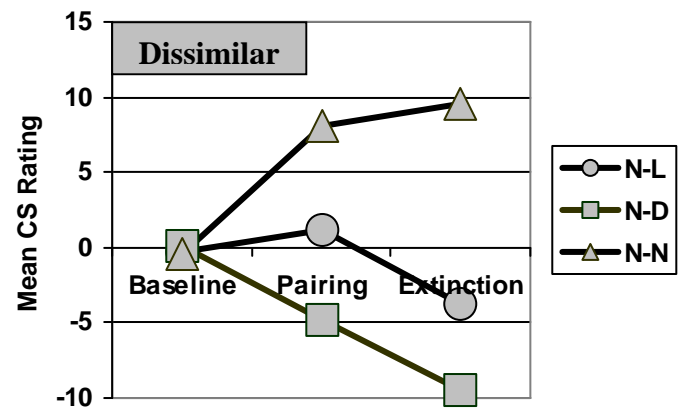 15
Dissimilar
10
5
0
-5
-10
Mean CS Rating
Baseline Pairing Extinction
N-L
N-D
N-N